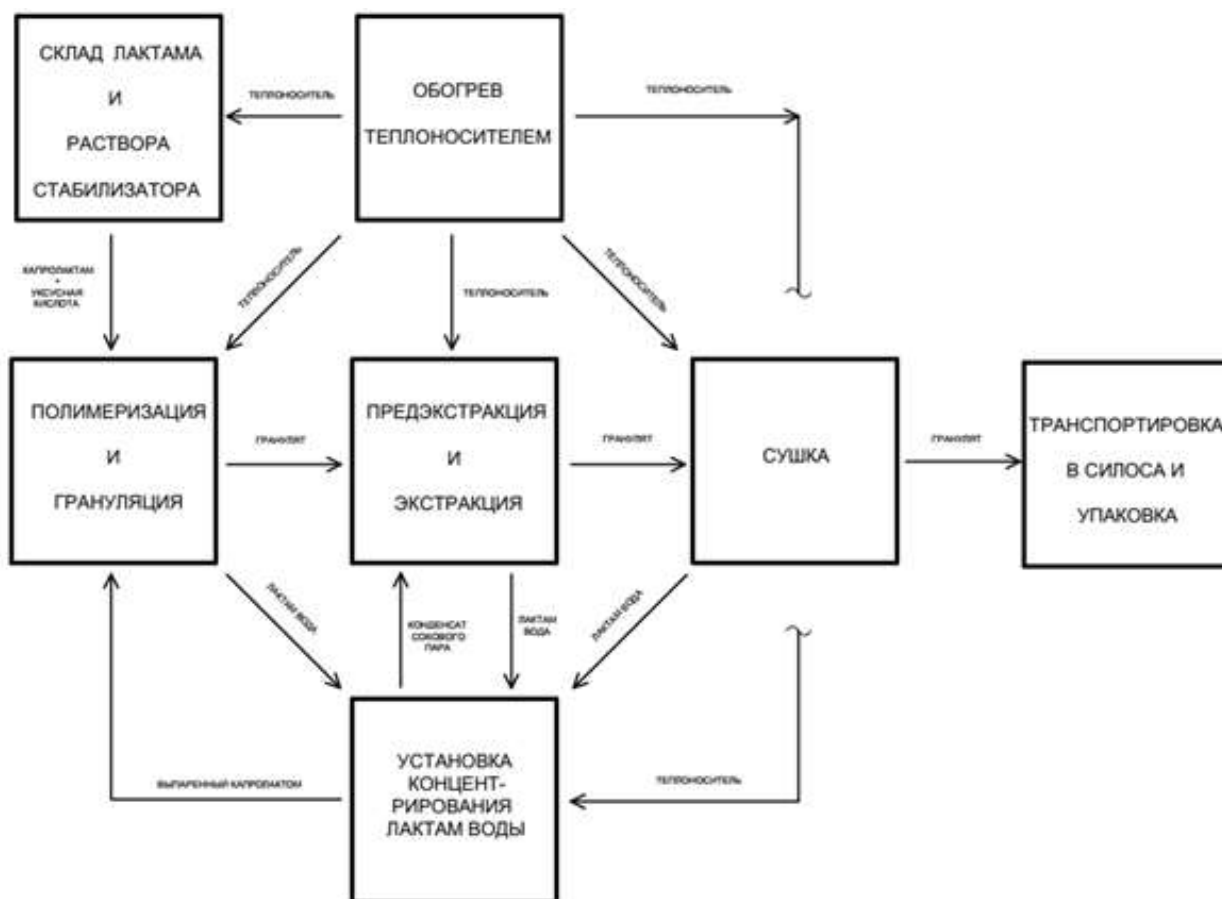 СКЛАД ЛАКТАМА
И
РАСТВОРА
СТАБИЛИЗАТОРА
ТЕПЛОНОСИТЕЛЬ
ОБОГРЕВ
ТЕПЛОНОСИТЕЛЕМ
ТЕПЛОНОСИТЕЛЬ
КАПРОЛАКТАМ
+
УКСУСНАЯ
КИСЛОТА
ТЕПЛОНОСИТЕЛЬ
ТЕПЛОНОСИТЕЛЬ
ТЕПЛОНОСИТЕЛЬ
ПОЛИМЕРИЗАЦИЯ
И
ГРАНУЛЯЦИЯ
ГРАНУЛЯТ
ПРЕДЭКСТРАКЦИЯ
И
ЭКСТРАКЦИЯ
ГРАНУЛЯТ
СУШКА
ГРАНУЛЯТ
ТРАНСПОРТИРОВКА
В СИЛОСА И
УПАКОВКА
ЛАКТАМ ВОДА
КОНДЕНСАТ
СОКОВОГО
ПАРА
ЛАКТАМ
ВОДА
ЛАКТАМ ВОДА
ВЫПАРЕННЫЙ КАПРОЛАКТОМ
УСТАНОВКА
КОНЦЕНТ-
РИРОВАНИЯ
ЛАКТАМ ВОДЫ
ТЕПЛОНОСИТЕЛЬ